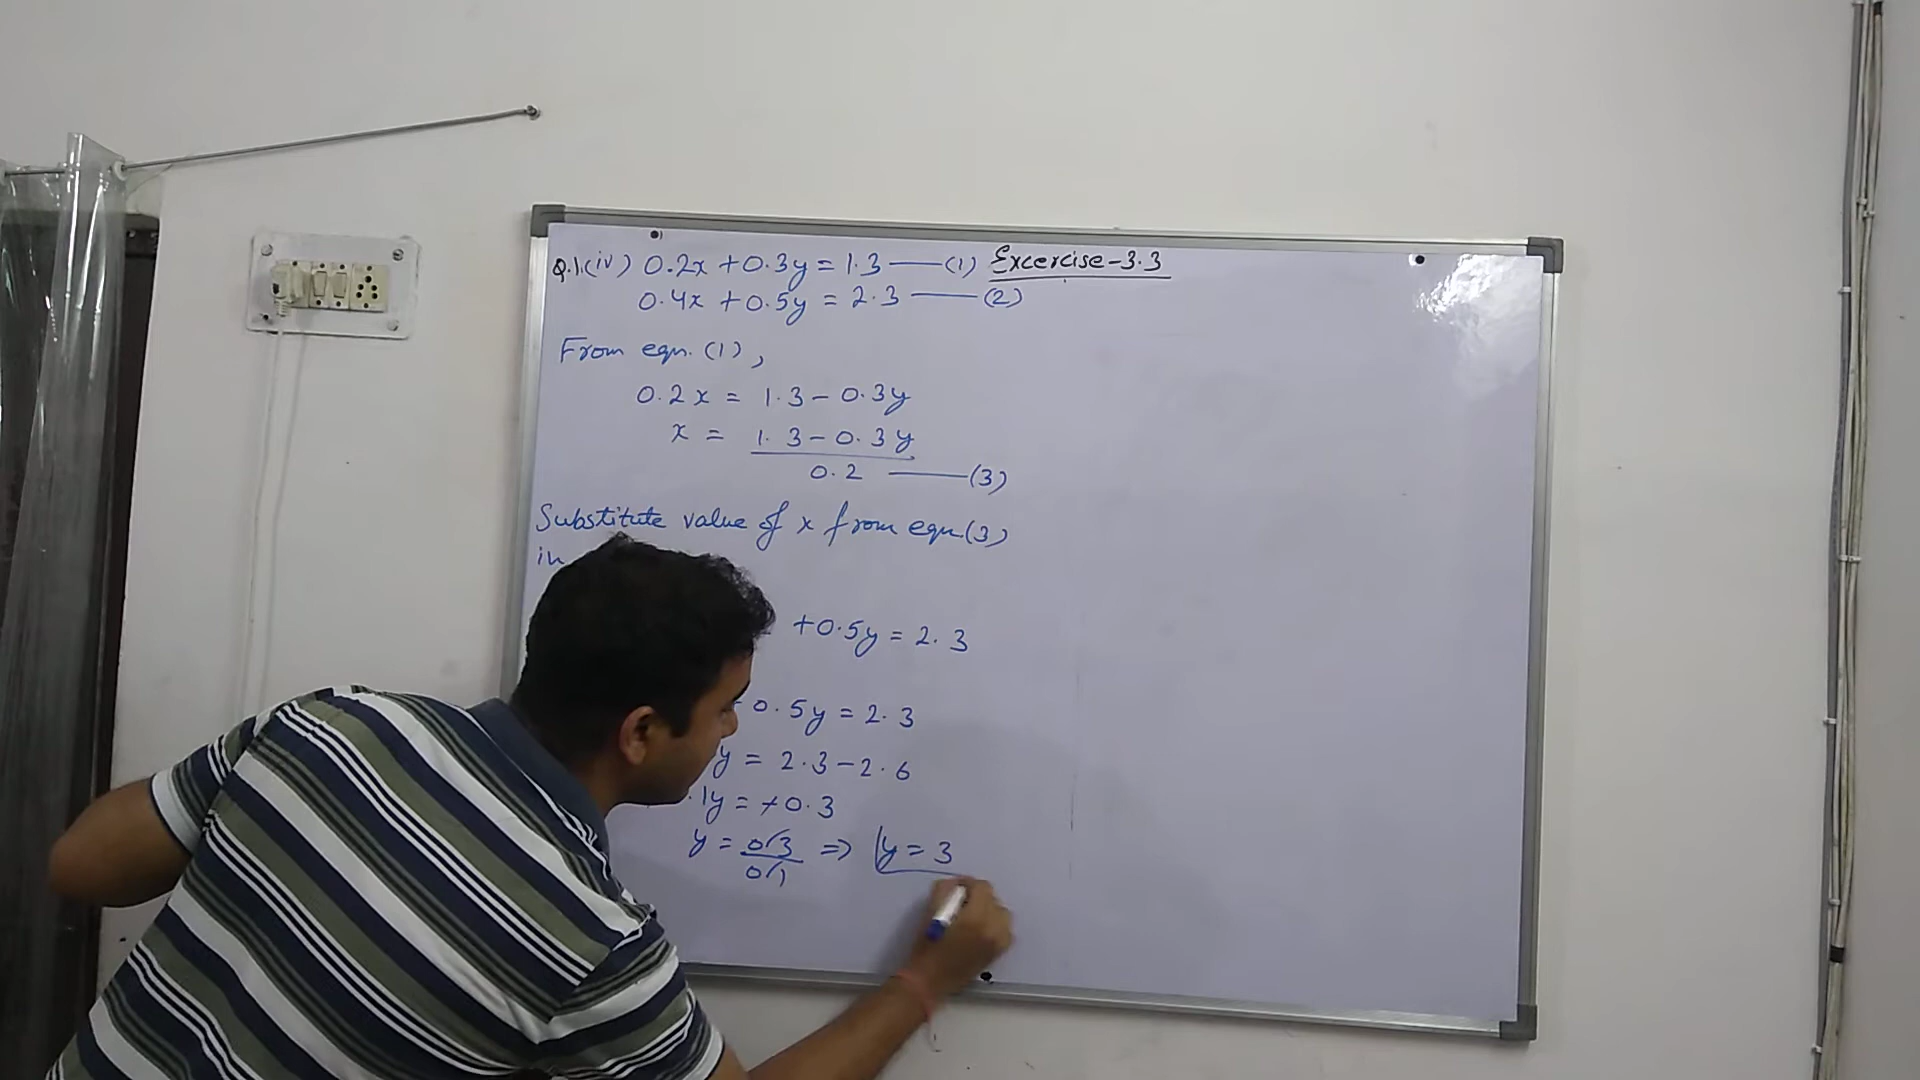 Q.1.(iv) 0.2x + 0.3y = 1.3 —— (1) Excercise-3.3
0.4x + 0.5y = 2.3 —— (2)
From eqn. (1),
0.2x = 1.3 - 0.3y
x = 1.3 - 0.3y
0.2 —— (3)
Substitute value of x from eqn (3)
in
+0.5y = 2.3
0.5y = 2.3
y = 2.3 - 2.6
.1y = -0.3
y = 0.3 => y = 3
0.1